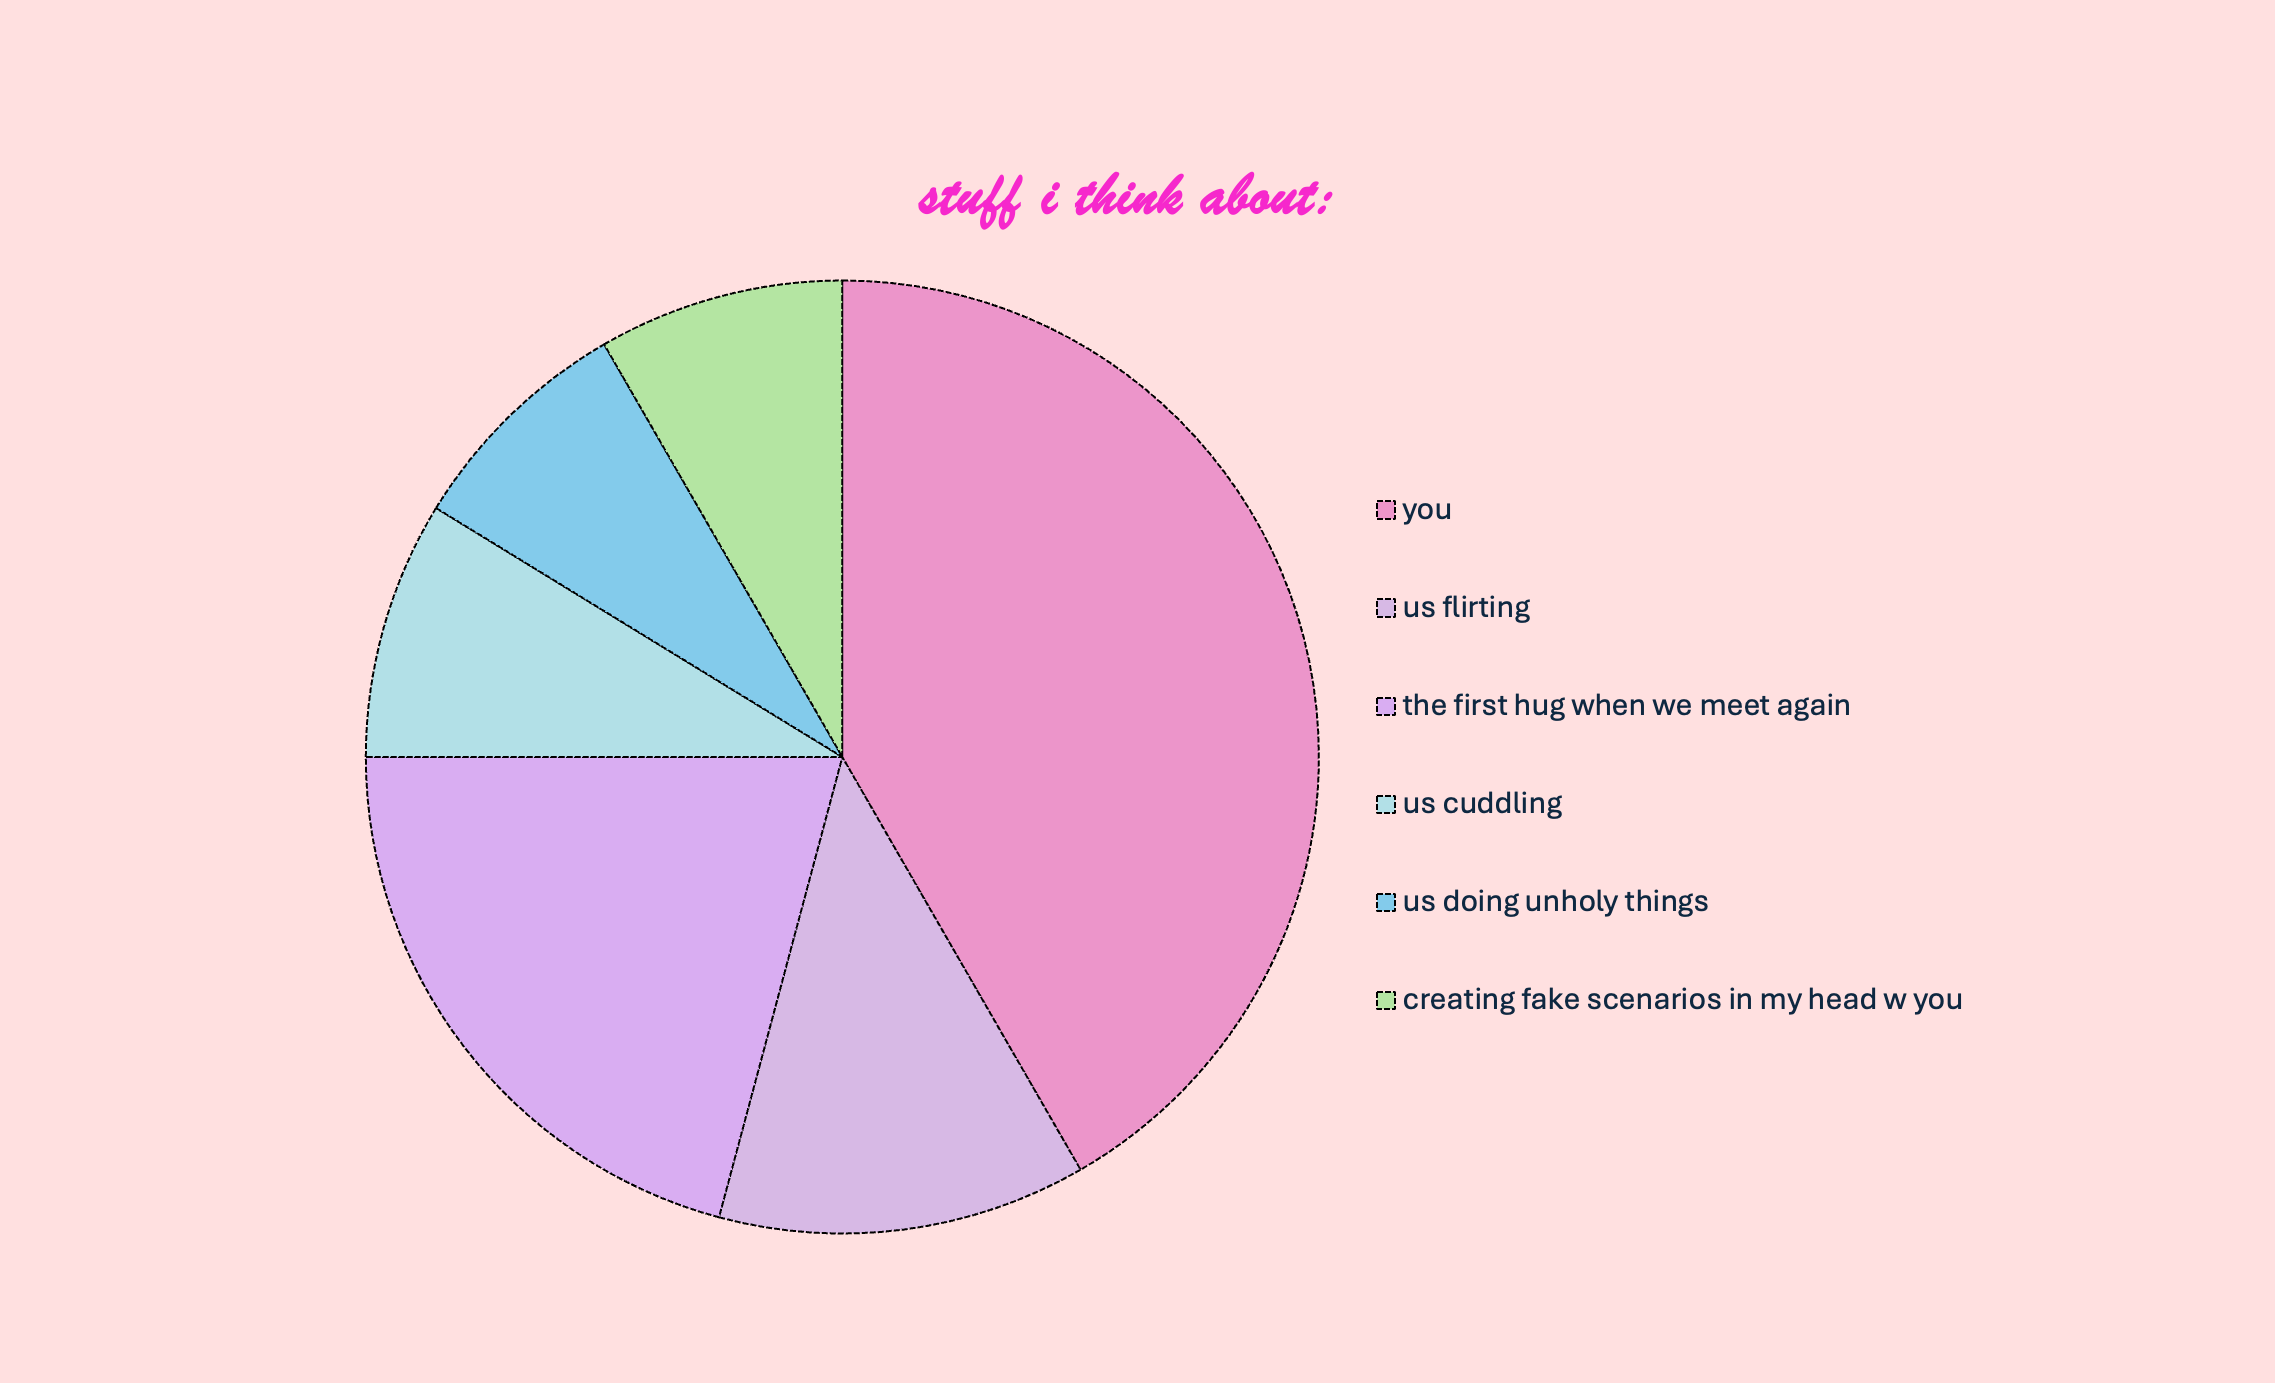 stuff i think about:
you
us flirting
the first hug when we meet again
us cuddling
us doing unholy things
creating fake scenarios in my head w you